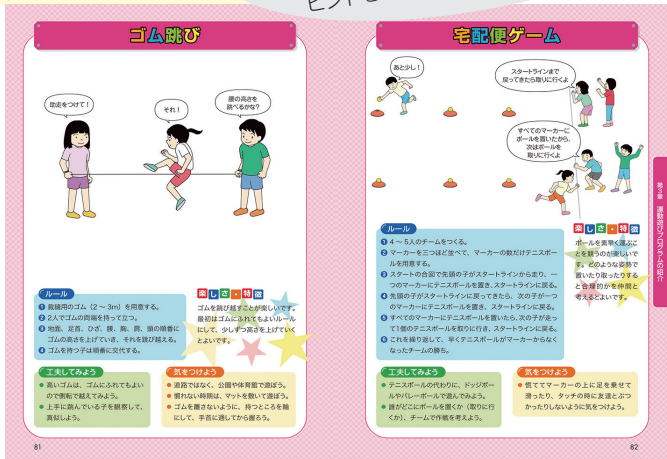 ヒント
ゴム跳び
助走をつけて！
それ！
腰の高さを
跳べるかな？
ルール
1 裁縫用のゴム（2 ～ 3m）を用意する。
2 2人でゴムの両端を持って立つ。
3 地面、足首、ひざ、腰、胸、肩、頭の順番に
ゴムの高さを上げていき、それを跳び越える。
4 ゴムを持つ子は順番に交代する。
楽しさ・特徴
ゴムを跳び越すことが楽しいです。
最初はゴムにふれてもよいルール
にして、少しずつ高さを上げていく
とよいです。
工夫してみよう
● 高いゴムは、ゴムにふれてもよい
ので側転で越えてみよう。
● 上手に跳んでいる子を観察して、
真似しよう。
気をつけよう
● 道路ではなく、公園や体育館で遊ぼう。
● 慣れない時期は、マットを敷いて遊ぼう。
● ゴムを離さないように、持つところを輪
にして、手首に通してから握ろう。
81
宅配便ゲーム
あと少し！
スタートラインまで
戻ってきたら取りに行くよ
すべてのマーカーに
ボールを置いたから、
次はボールを
取りに行くよ
ルール
1 4 ～ 5人のチームをつくる。
2 マーカーを三つほど並べて、マーカーの数だけテニスボー
ルを用意する。
3 スタートの合図で先頭の子がスタートラインから走り、一
つのマーカーにテニスボールを置き、スタートラインに戻る。
4 先頭の子がスタートラインに戻ってきたら、次の子が一つ
のマーカーにテニスボールを置き、スタートラインに戻る。
5 すべてのマーカーにテニスボールを置いたら、次の子が走っ
て1個のテニスボールを取りに行き、スタートラインに戻る。
6 これを繰り返して、早くテニスボールがマーカーからなく
なったチームの勝ち。
楽しさ・特徴
ボールを素早く運ぶこ
とを競うのが楽しいで
す。どのような姿勢で
置いたり取ったりする
と合理的かを仲間と
考えるとよいです。
工夫してみよう
● テニスボールの代わりに、ドッジボー
ルやバレーボールで遊んでみよう。
● 誰がどこにボールを置くか（取りに行
くか）、チームで作戦を考えよう。
気をつけよう
● 慌ててマーカーの上に足を乗せて
滑ったり、タッチの時に友達とぶつ
かったりしないように気をつけよう。
第3章 運動遊びプログラムの紹介
82